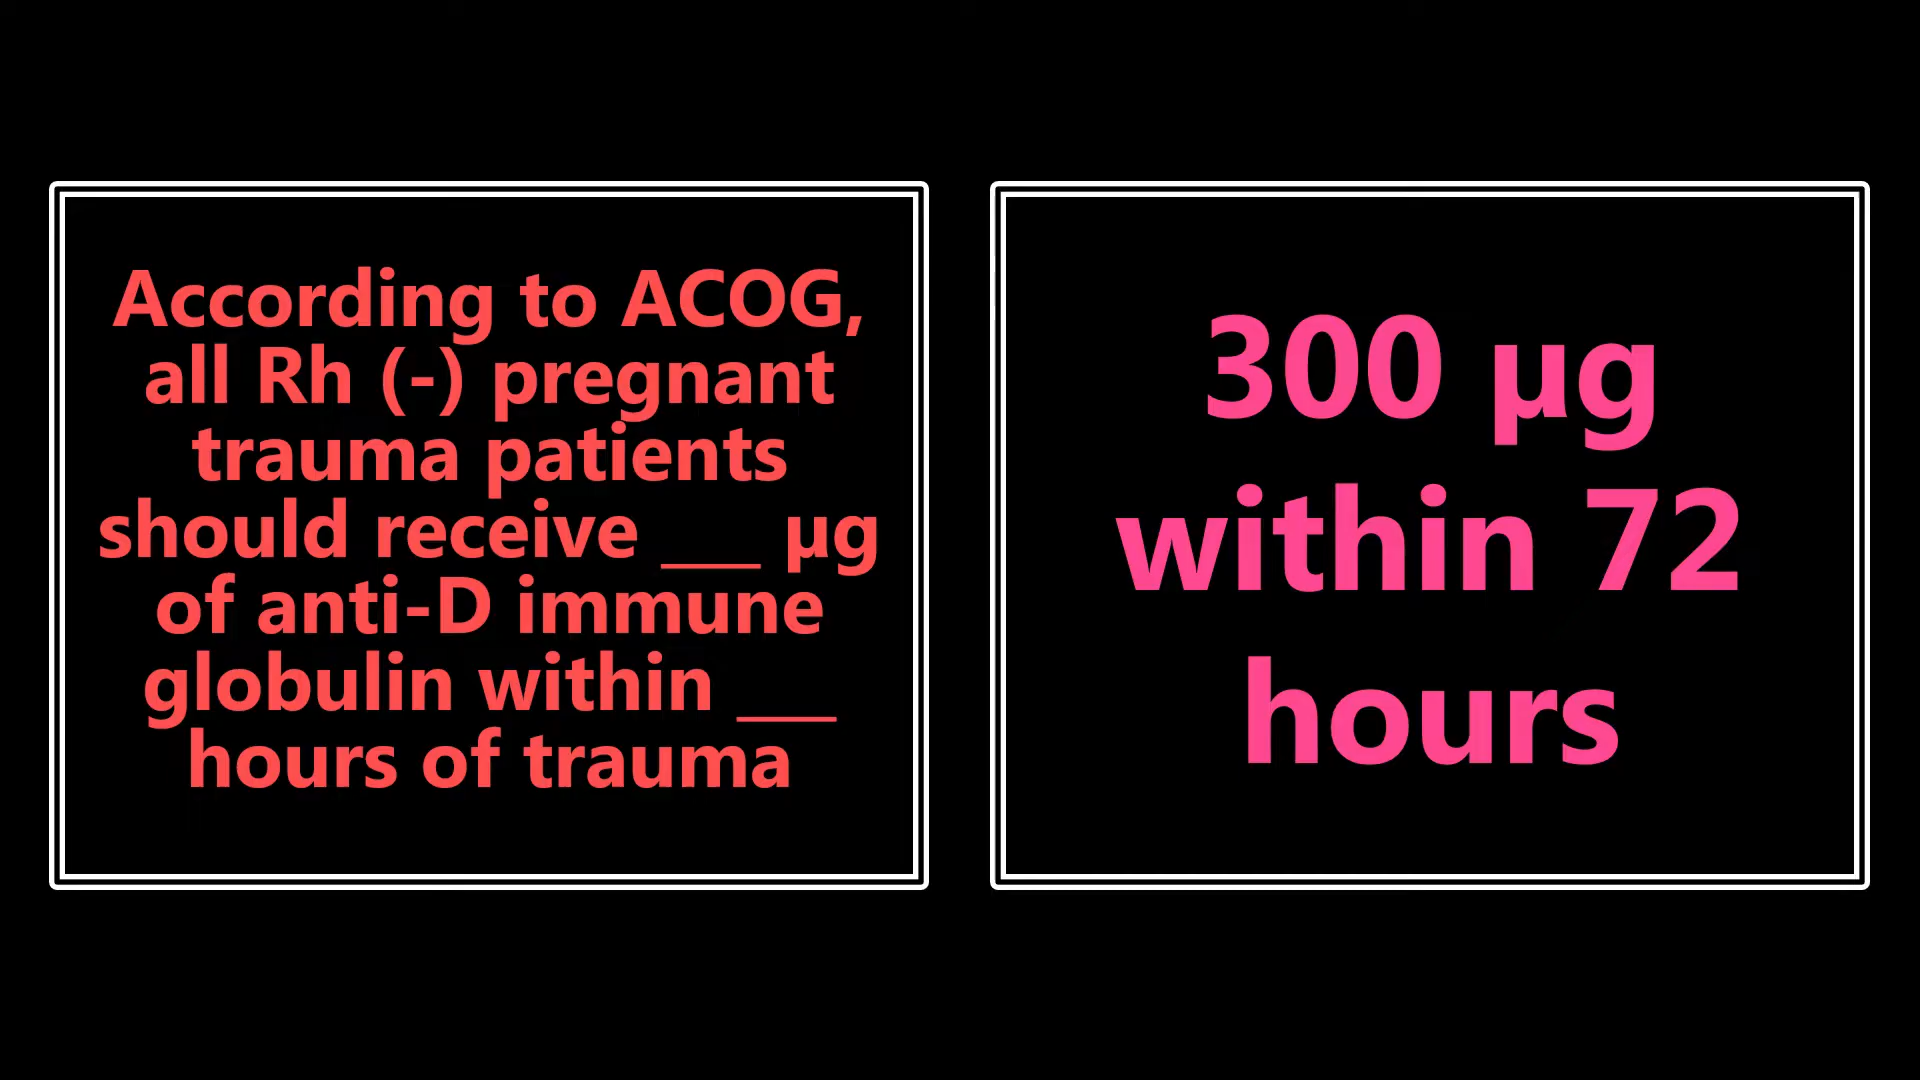 According to ACOG,
all Rh (-) pregnant
trauma patients
should receive ___ µg
of anti-D immune
globulin within ___
hours of trauma
300 µg
within 72
hours